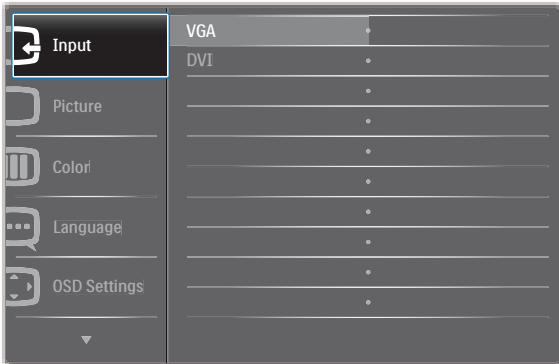 Input
VGA
DVI
Picture
Color
Language
OSD Settings